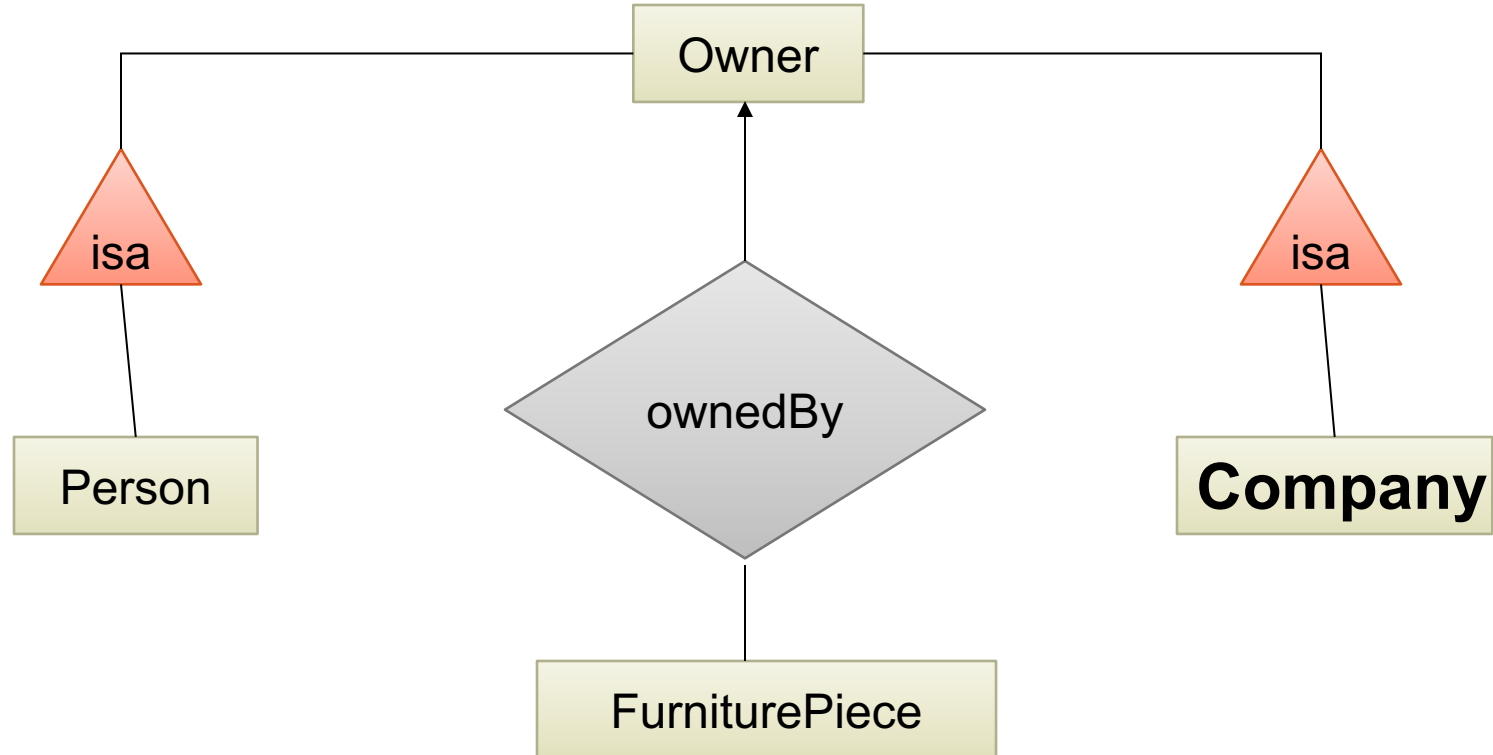 Owner
isa
isa
ownedBy
Person
Company
FurniturePiece